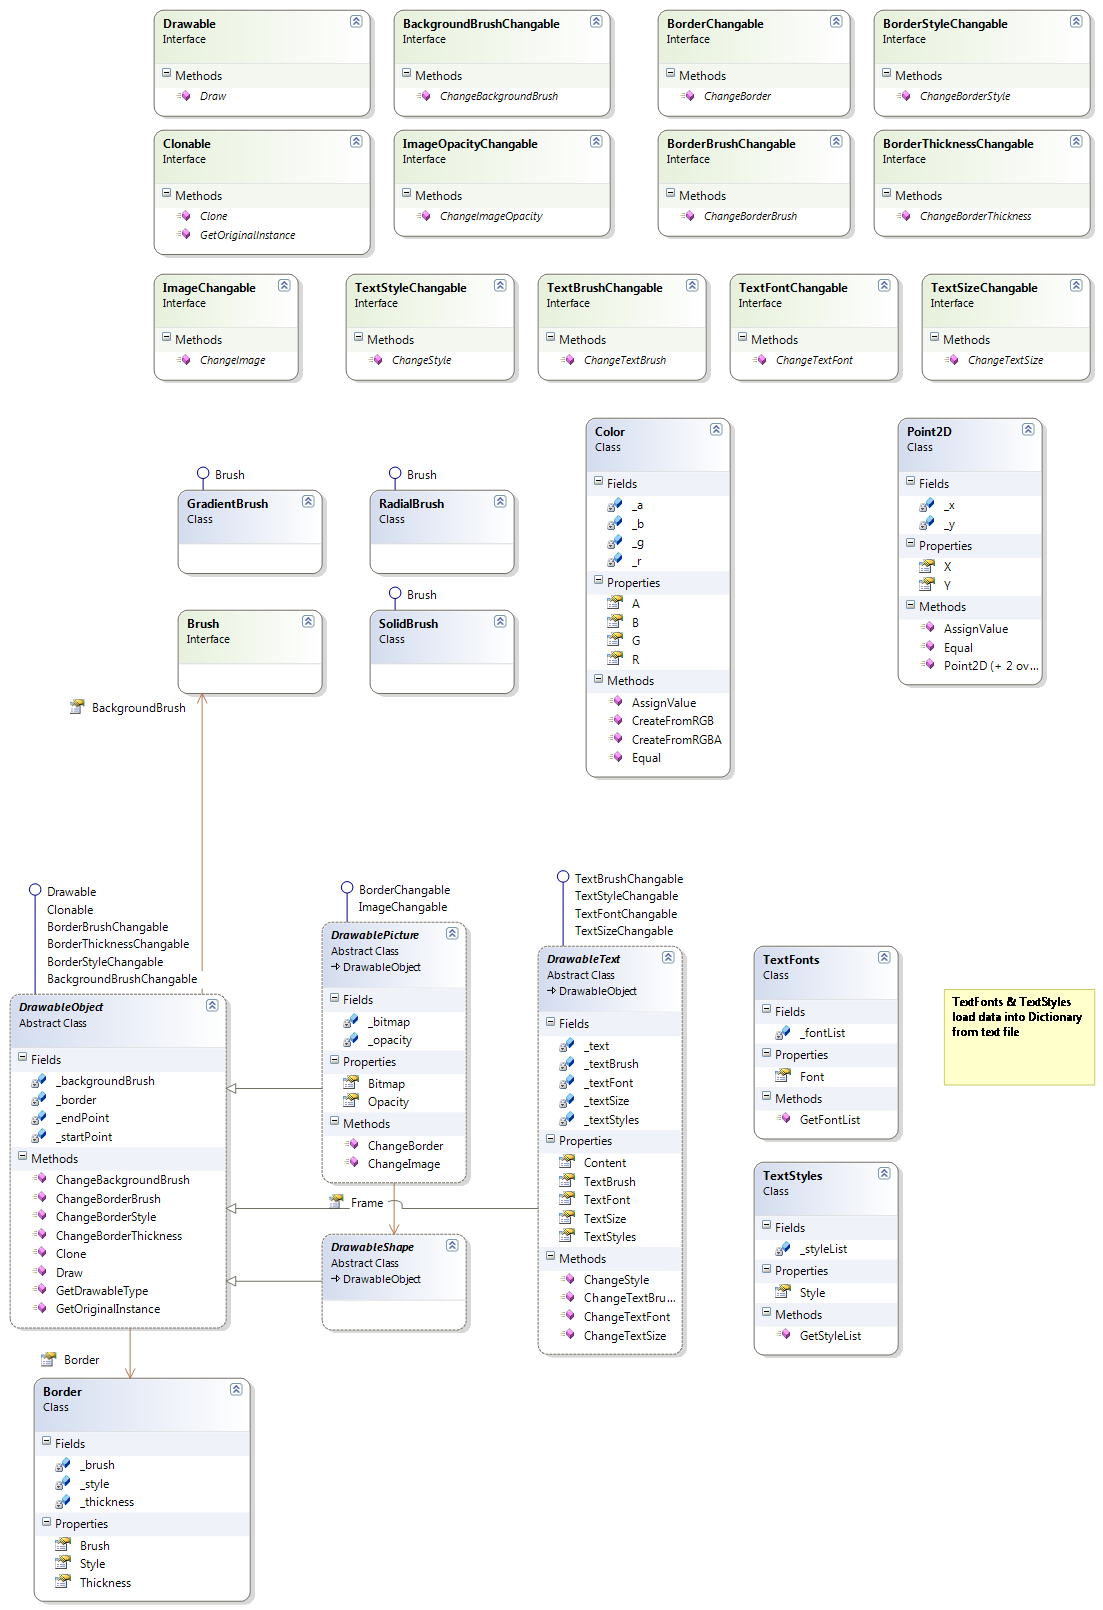 Drawable
Interface
Methods
Draw
BackgroundBrushChangable
Interface
Methods
ChangeBackgroundBrush
BorderChangable
Interface
Methods
ChangeBorder
BorderStyleChangable
Interface
Methods
ChangeBorderStyle
Clonable
Interface
Methods
Clone
GetOriginalInstance
ImageOpacityChangable
Interface
Methods
ChangeImageOpacity
BorderBrushChangable
Interface
Methods
ChangeBorderBrush
BorderThicknessChangable
Interface
Methods
ChangeBorderThickness
ImageChangable
Interface
Methods
ChangeImage
TextStyleChangable
Interface
Methods
ChangeStyle
TextBrushChangable
Interface
Methods
ChangeTextBrush
TextFontChangable
Interface
Methods
ChangeTextFont
TextSizeChangable
Interface
Methods
ChangeTextSize
Brush
GradientBrush
Class
Brush
RadialBrush
Class
Brush
Interface
Brush
SolidBrush
Class
Color
Class
Fields
_a
_b
_g
_r
Properties
A
B
G
R
Methods
AssignValue
CreateFromRGB
CreateFromRGBA
Equal
Point2D
Class
Fields
_x
_y
Properties
X
Y
Methods
AssignValue
Equal
Point2D (+ 2 ov...
BackgroundBrush
Drawable
Clonable
BorderBrushChangable
BorderThicknessChangable
BorderStyleChangable
BackgroundBrushChangable
DrawableObject
Abstract Class
Fields
_backgroundBrush
_border
_endPoint
_startPoint
Methods
ChangeBackgroundBrush
ChangeBorderBrush
ChangeBorderStyle
ChangeBorderThickness
Clone
Draw
GetDrawableType
GetOriginalInstance
BorderChangable
ImageChangable
DrawablePicture
Abstract Class
DrawableObject
Fields
_bitmap
_opacity
Properties
Bitmap
Opacity
Methods
ChangeBorder
ChangeImage
Frame
DrawableShape
Abstract Class
DrawableObject
TextBrushChangable
TextStyleChangable
TextFontChangable
TextSizeChangable
DrawableText
Abstract Class
DrawableObject
Fields
_text
_textBrush
_textFont
_textSize
_textStyles
Properties
Content
TextBrush
TextFont
TextSize
TextStyles
Methods
ChangeStyle
ChangeTextBru...
ChangeTextFont
ChangeTextSize
TextFonts
Class
Fields
_fontList
Properties
Font
Methods
GetFontList
TextStyles
Class
Fields
_styleList
Properties
Style
Methods
GetStyleList
TextFonts & TextStyles
load data into Dictionary
from text file
Border
Border
Class
Fields
_brush
_style
_thickness
Properties
Brush
Style
Thickness